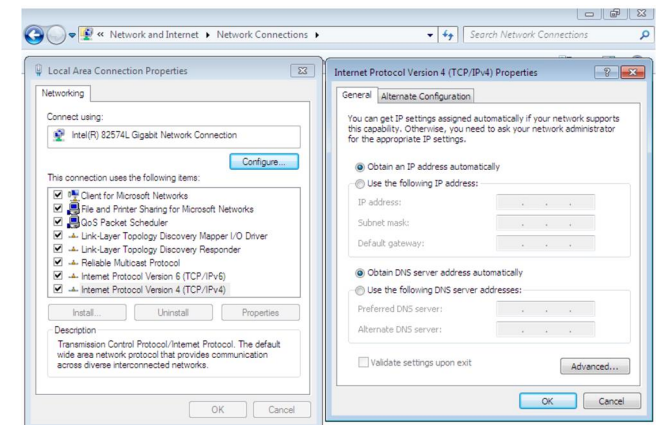 « Network and Internet ▸ Network Connections ▸
Search Network Connections
Local Area Connection Properties
Networking
Connect using:
Intel(R) 82574L Gigabit Network Connection
Configure...
This connection uses the following items:
Client for Microsoft Networks
File and Printer Sharing for Microsoft Networks
QoS Packet Scheduler
Link-Layer Topology Discovery Mapper I/O Driver
Link-Layer Topology Discovery Responder
Reliable Multicast Protocol
Internet Protocol Version 6 (TCP/IPv6)
Internet Protocol Version 4 (TCP/IPv4)
Install...
Uninstall
Properties
Description
Transmission Control Protocol/Internet Protocol. The default
wide area network protocol that provides communication
across diverse interconnected networks.
OK
Cancel
Internet Protocol Version 4 (TCP/IPv4) Properties
General
Alternate Configuration
You can get IP settings assigned automatically if your network supports
this capability. Otherwise, you need to ask your network administrator
for the appropriate IP settings.
Obtain an IP address automatically
Use the following IP address:
IP address:
Subnet mask:
Default gateway:
Obtain DNS server address automatically
Use the following DNS server addresses:
Preferred DNS server:
Alternate DNS server:
Validate settings upon exit
Advanced...
OK
Cancel